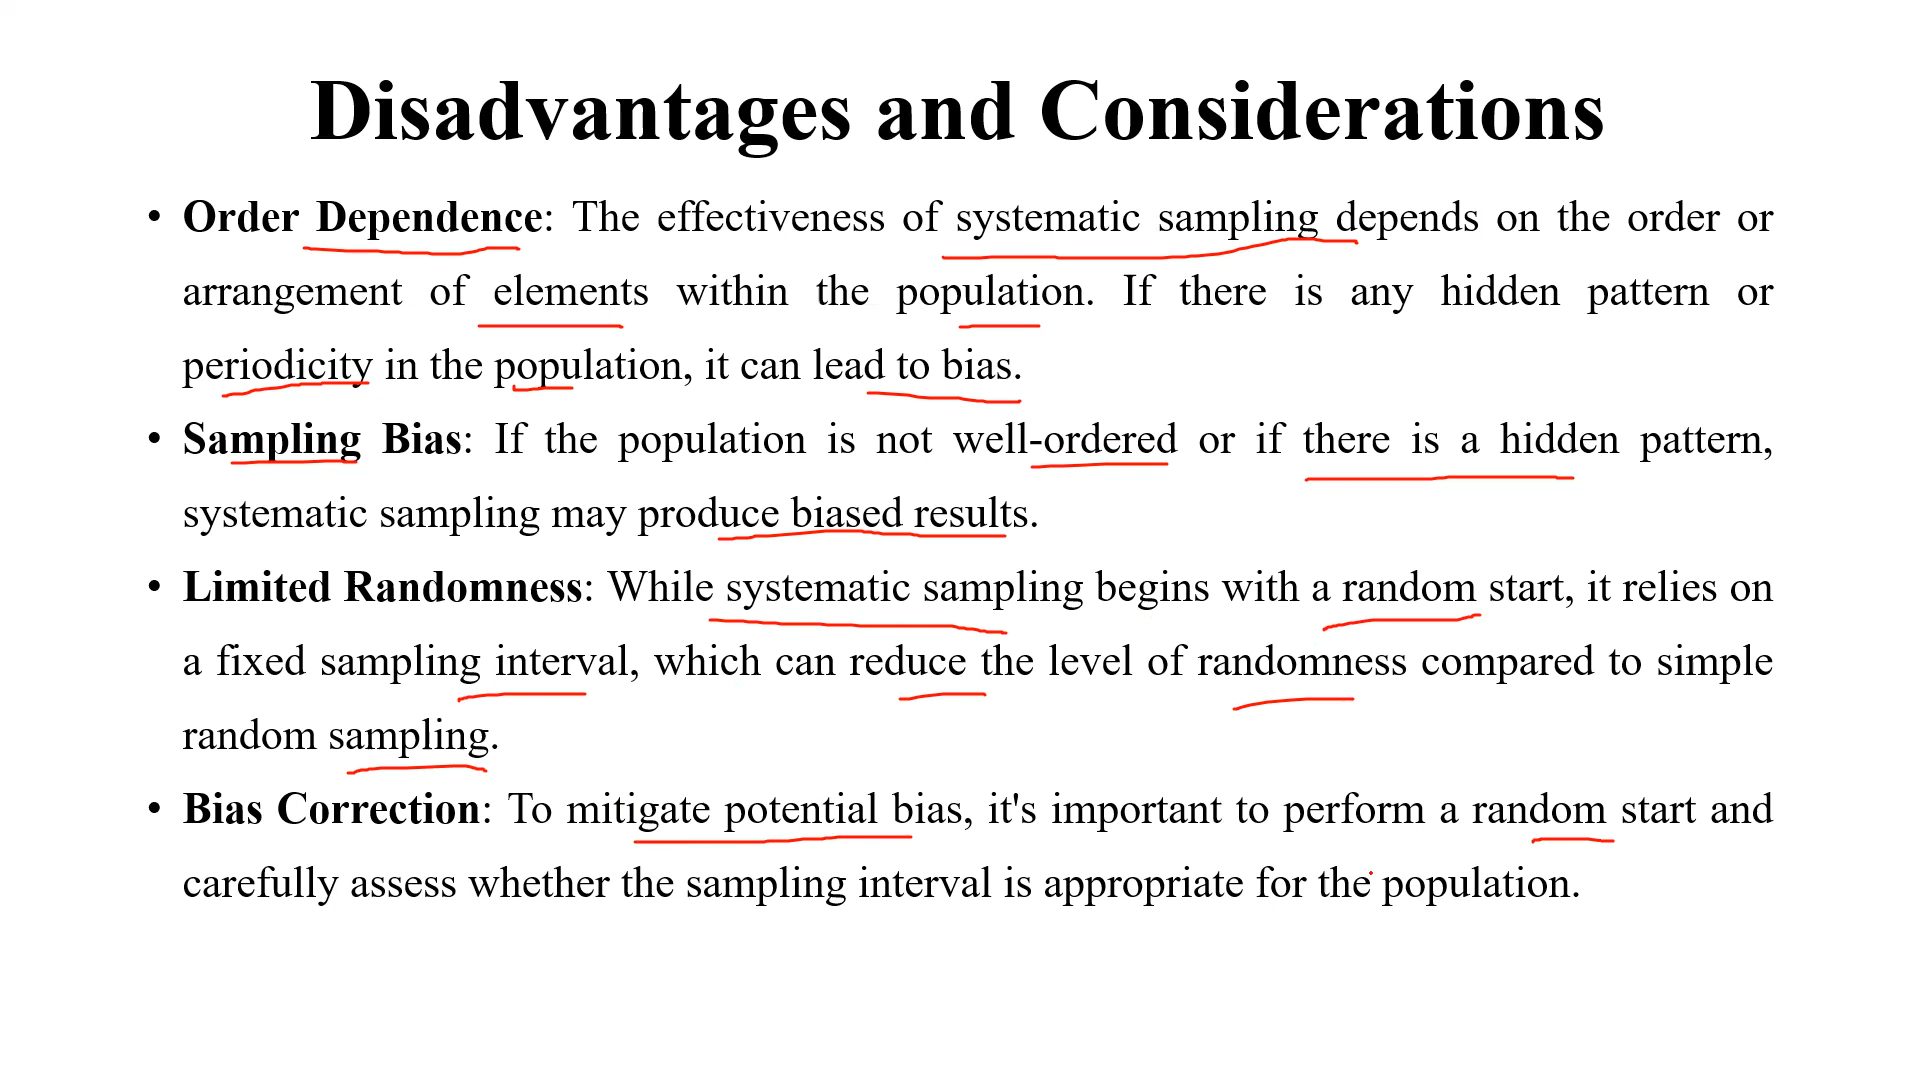 Disadvantages and Considerations
• Order Dependence: The effectiveness of systematic sampling depends on the order or
arrangement of elements within the population. If there is any hidden pattern or
periodicity in the population, it can lead to bias.
• Sampling Bias: If the population is not well-ordered or if there is a hidden pattern,
systematic sampling may produce biased results.
• Limited Randomness: While systematic sampling begins with a random start, it relies on
a fixed sampling interval, which can reduce the level of randomness compared to simple
random sampling.
• Bias Correction: To mitigate potential bias, it's important to perform a random start and
carefully assess whether the sampling interval is appropriate for the population.